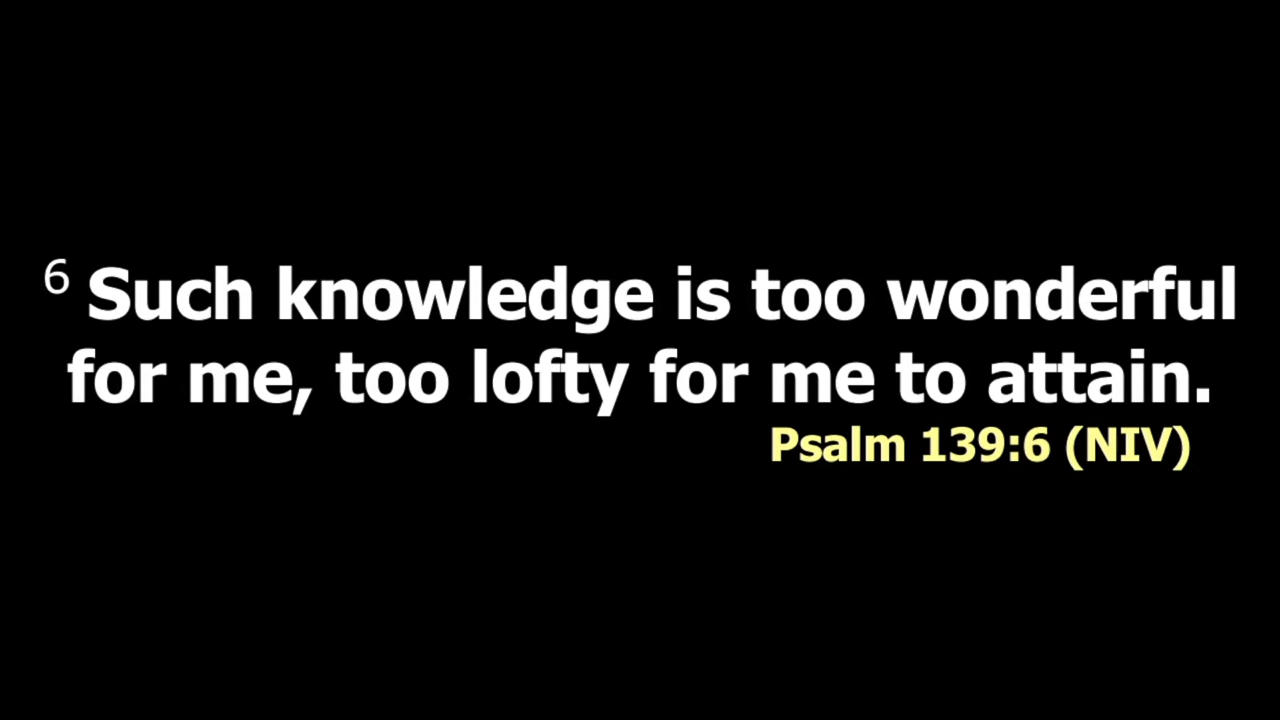 6 Such knowledge is too wonderful
for me, too lofty for me to attain.
Psalm 139:6 (NIV)